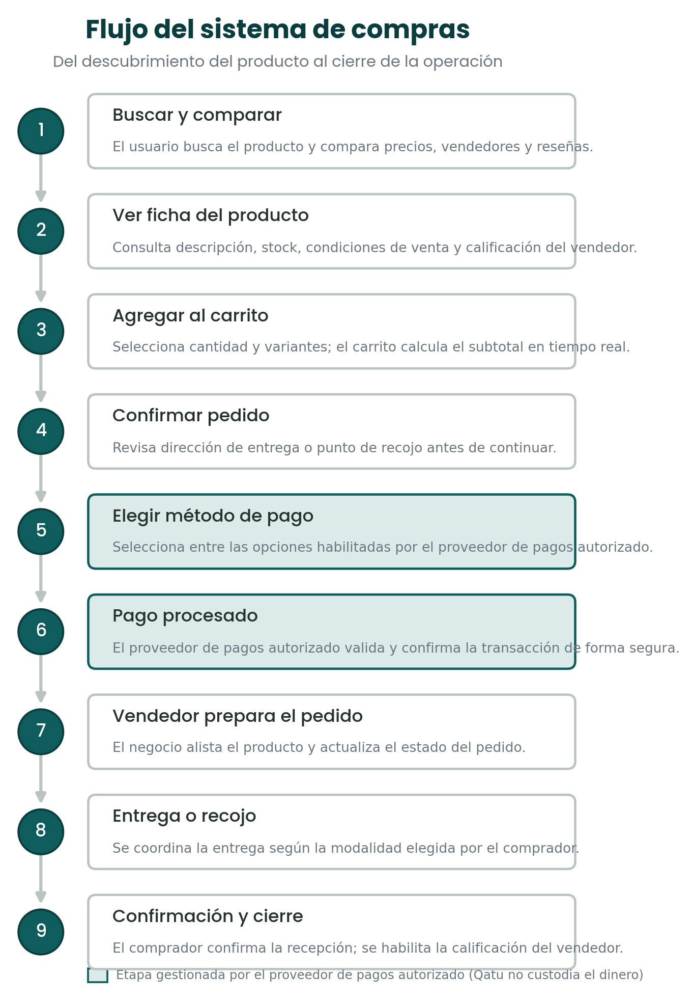 Flujo del sistema de compras
Del descubrimiento del producto al cierre de la operación
1
Buscar y comparar
El usuario busca el producto y compara precios, vendedores y reseñas.
2
Ver ficha del producto
Consulta descripción, stock, condiciones de venta y calificación del vendedor.
3
Agregar al carrito
Selecciona cantidad y variantes; el carrito calcula el subtotal en tiempo real.
4
Confirmar pedido
Revisa dirección de entrega o punto de recojo antes de continuar.
5
Elegir método de pago
Selecciona entre las opciones habilitadas por el proveedor de pagos autorizado.
6
Pago procesado
El proveedor de pagos autorizado valida y confirma la transacción de forma segura.
7
Vendedor prepara el pedido
El negocio alista el producto y actualiza el estado del pedido.
8
Entrega o recojo
Se coordina la entrega según la modalidad elegida por el comprador.
9
Confirmación y cierre
El comprador confirma la recepción; se habilita la calificación del vendedor.
Etapa gestionada por el proveedor de pagos autorizado (Qatu no custodia el dinero)